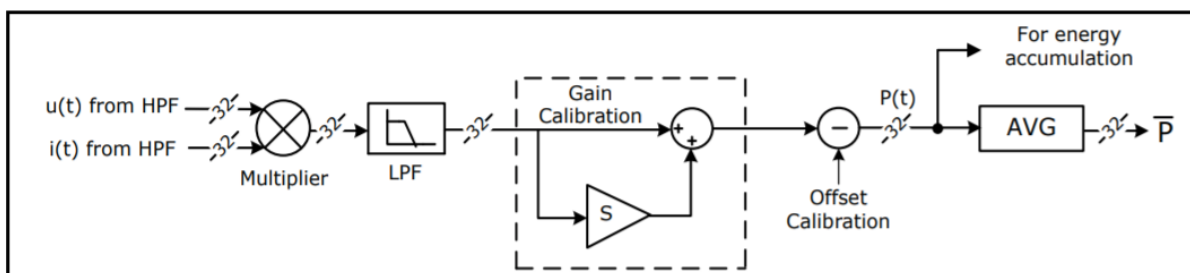 For energy
accumulation
u(t) from HPF
32
32
i(t) from HPF
32
Multiplier
LPF
32
Gain
Calibration
+
+
S
−
P(t)
32
Offset
Calibration
AVG
32
P̅